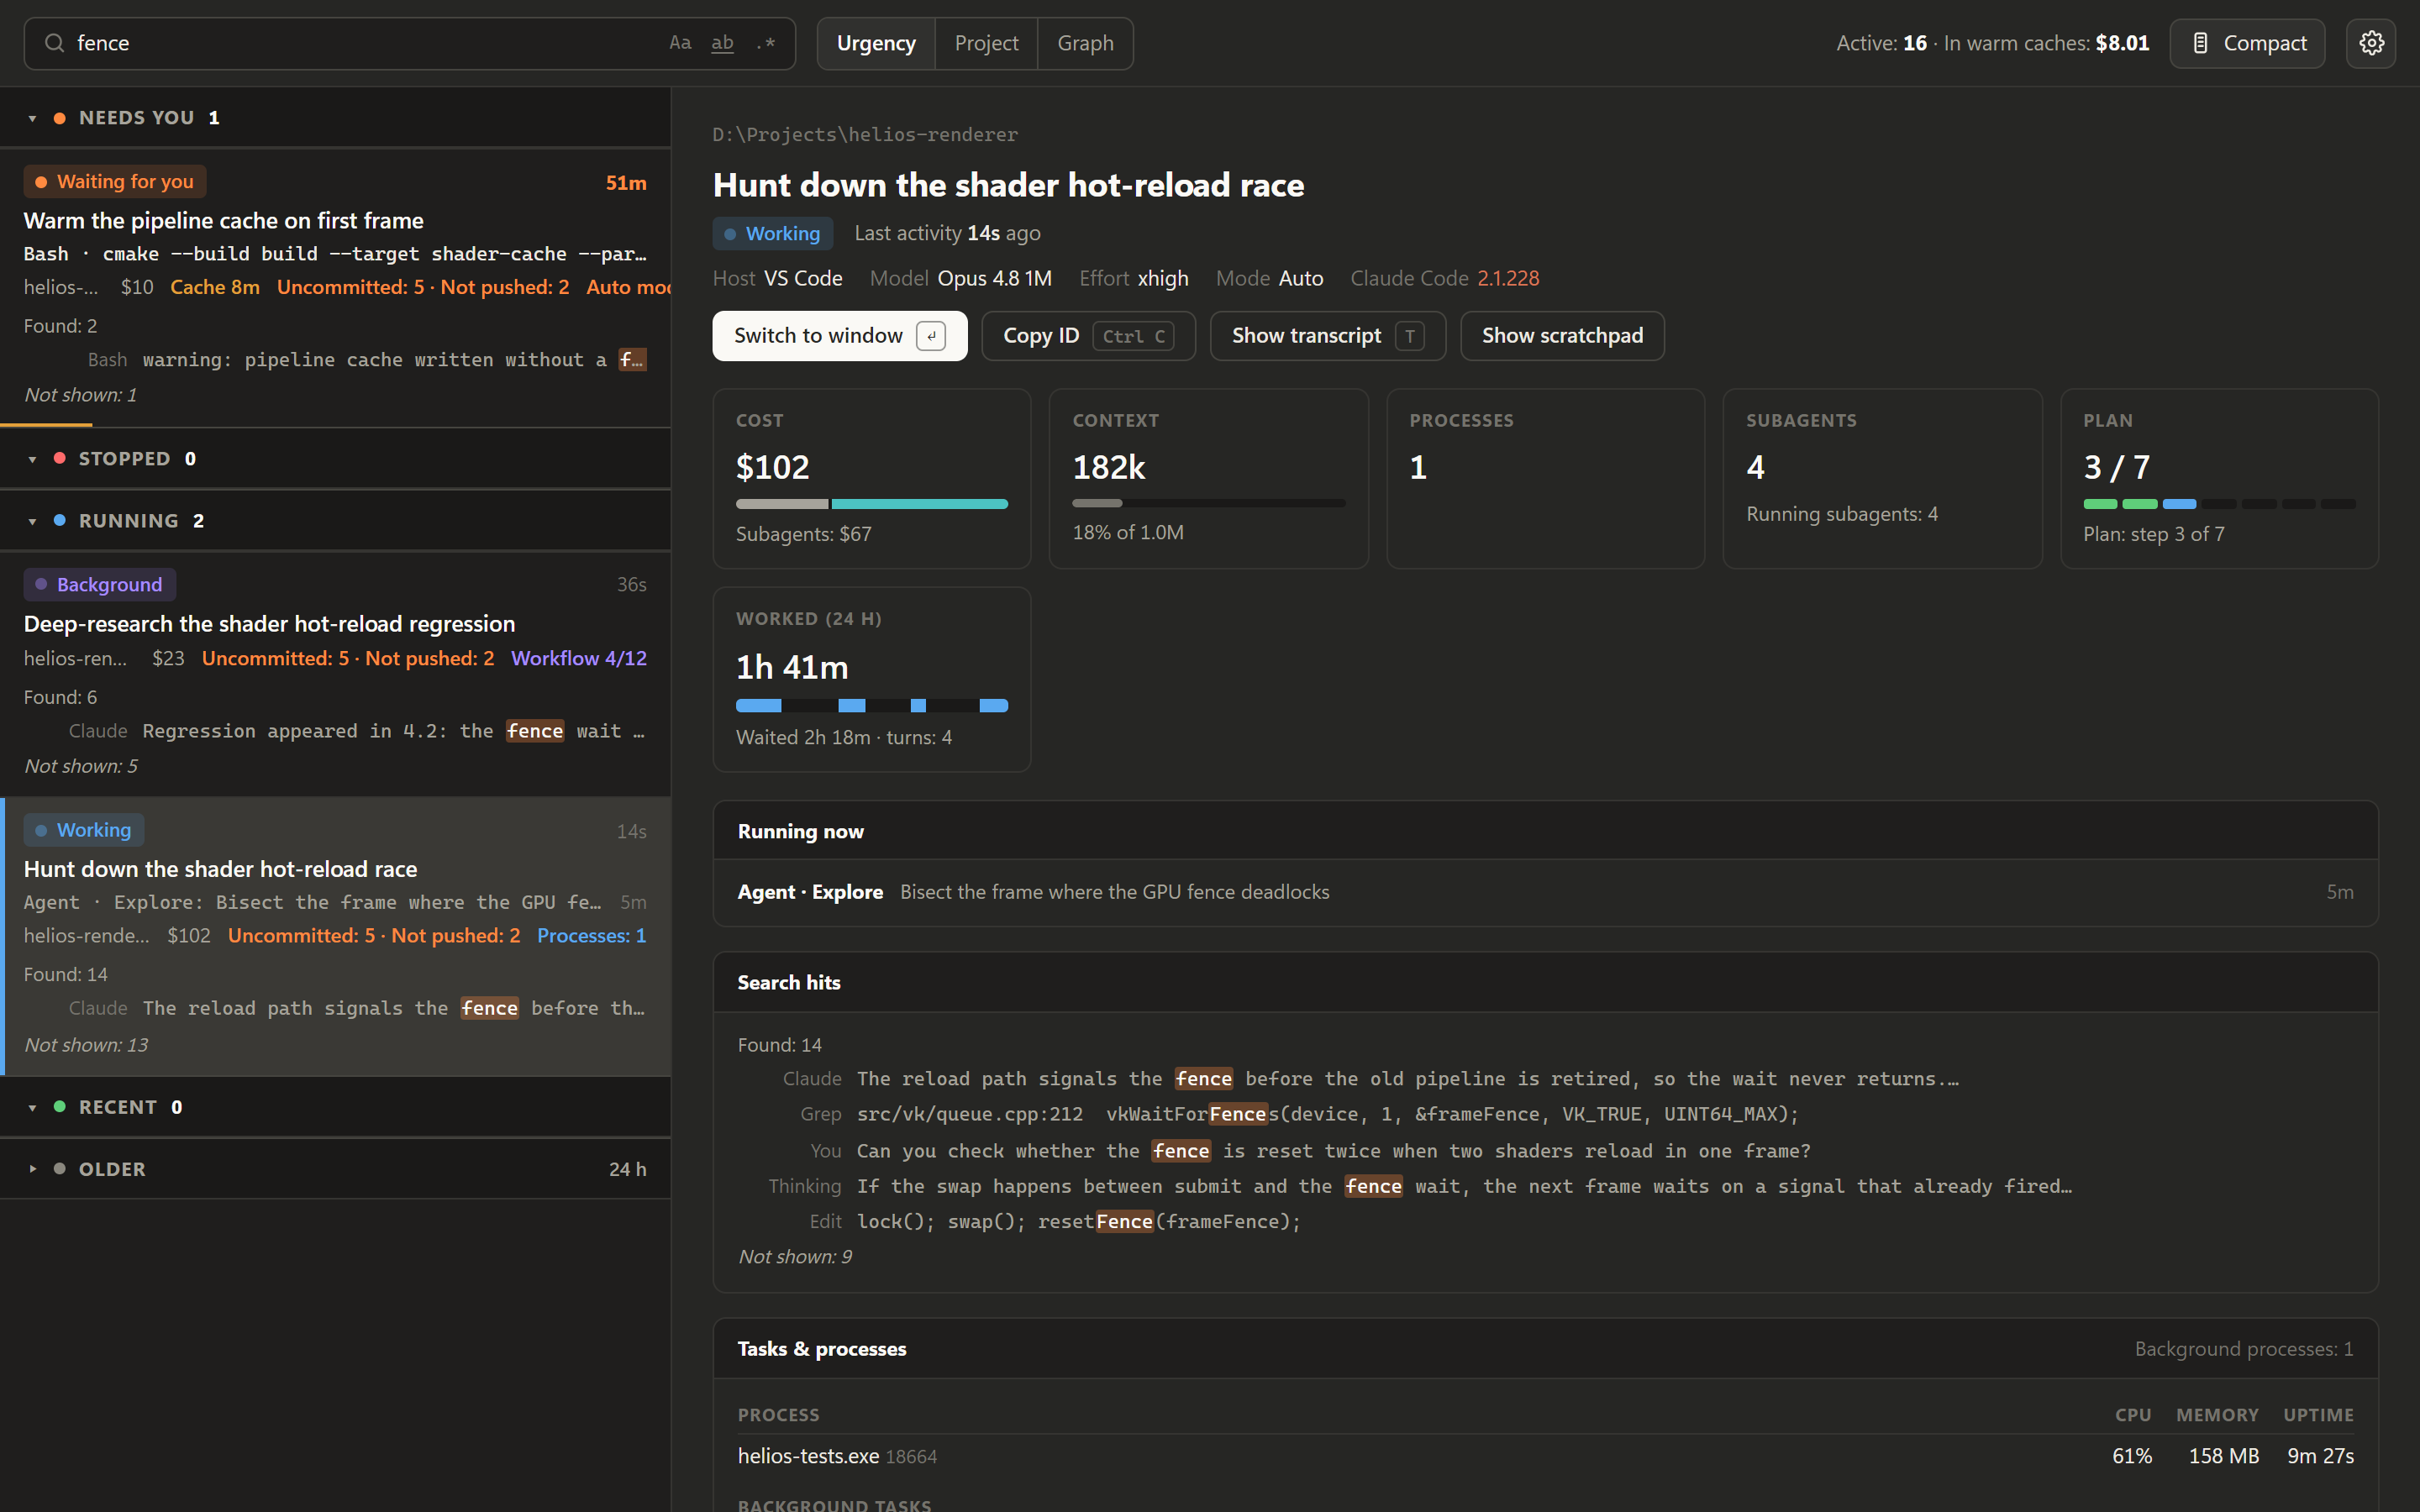 fence Aa ab .* Urgency Project Graph Active: 16 · In warm caches: $8.01 Compact
NEEDS YOU 1
Waiting for you 51m
Warm the pipeline cache on first frame
Bash · cmake --build build --target shader-cache --par…
helios-… $10 Cache 8m Uncommitted: 5 · Not pushed: 2 Auto mo
Found: 2
Bash warning: pipeline cache written without a f…
Not shown: 1
STOPPED 0
RUNNING 2
Background 36s
Deep-research the shader hot-reload regression
helios-ren… $23 Uncommitted: 5 · Not pushed: 2 Workflow 4/12
Found: 6
Claude Regression appeared in 4.2: the fence wait …
Not shown: 5
Working 14s
Hunt down the shader hot-reload race
Agent · Explore: Bisect the frame where the GPU fe… 5m
helios-rende… $102 Uncommitted: 5 · Not pushed: 2 Processes: 1
Found: 14
Claude The reload path signals the fence before th…
Not shown: 13
RECENT 0
OLDER 24 h
D:\Projects\helios-renderer
Hunt down the shader hot-reload race
Working Last activity 14s ago
Host VS Code Model Opus 4.8 1M Effort xhigh Mode Auto Claude Code 2.1.228
Switch to window ↵ Copy ID Ctrl C Show transcript T Show scratchpad
COST
$102
Subagents: $67
CONTEXT
182k
18% of 1.0M
PROCESSES
1
SUBAGENTS
4
Running subagents: 4
PLAN
3 / 7
Plan: step 3 of 7
WORKED (24 H)
1h 41m
Waited 2h 18m · turns: 4
Running now
Agent · Explore Bisect the frame where the GPU fence deadlocks 5m
Search hits
Found: 14
Claude The reload path signals the fence before the old pipeline is retired, so the wait never returns.…
Grep src/vk/queue.cpp:212 vkWaitForFences(device, 1, &frameFence, VK_TRUE, UINT64_MAX);
You Can you check whether the fence is reset twice when two shaders reload in one frame?
Thinking If the swap happens between submit and the fence wait, the next frame waits on a signal that already fired…
Edit lock(); swap(); resetFence(frameFence);
Not shown: 9
Tasks & processes Background processes: 1
PROCESS CPU MEMORY UPTIME
helios-tests.exe 18664 61% 158 MB 9m 27s
BACKGROUND TASKS